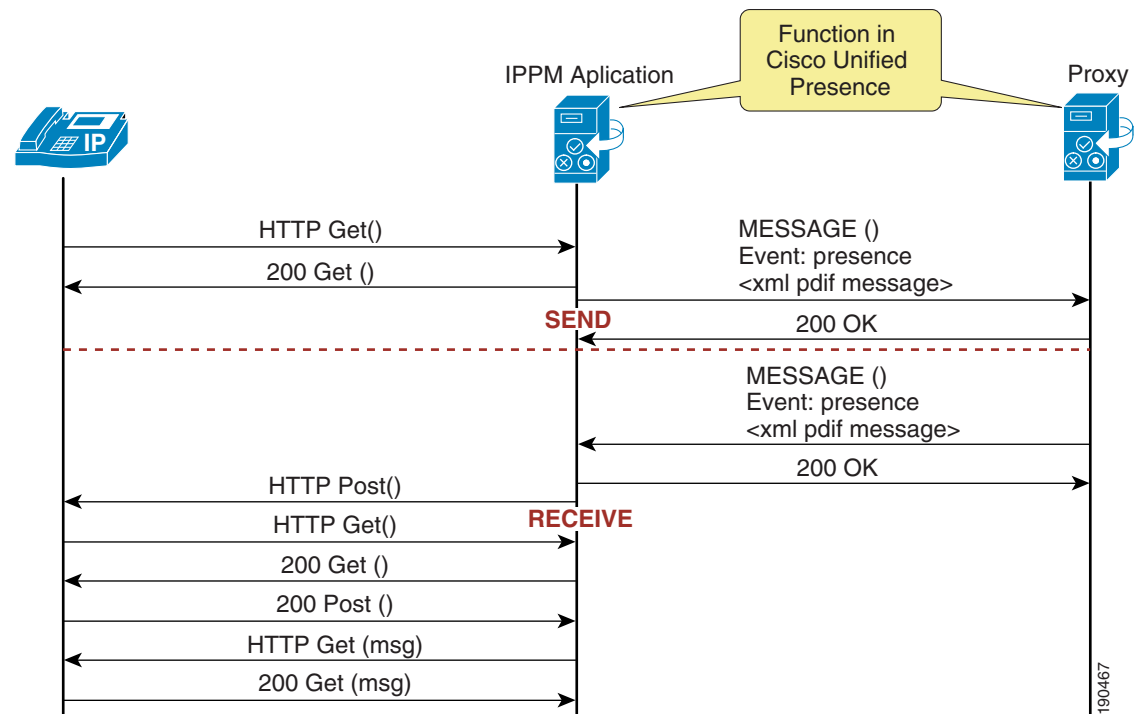 Function in
Cisco Unified
Presence
IPPM Aplication
Proxy
IP
HTTP Get()
MESSAGE ()
Event: presence
<xml pdif message>
200 Get ()
SEND
200 OK
MESSAGE ()
Event: presence
<xml pdif message>
200 OK
HTTP Post()
RECEIVE
HTTP Get()
200 Get ()
200 Post ()
HTTP Get (msg)
200 Get (msg)
190467